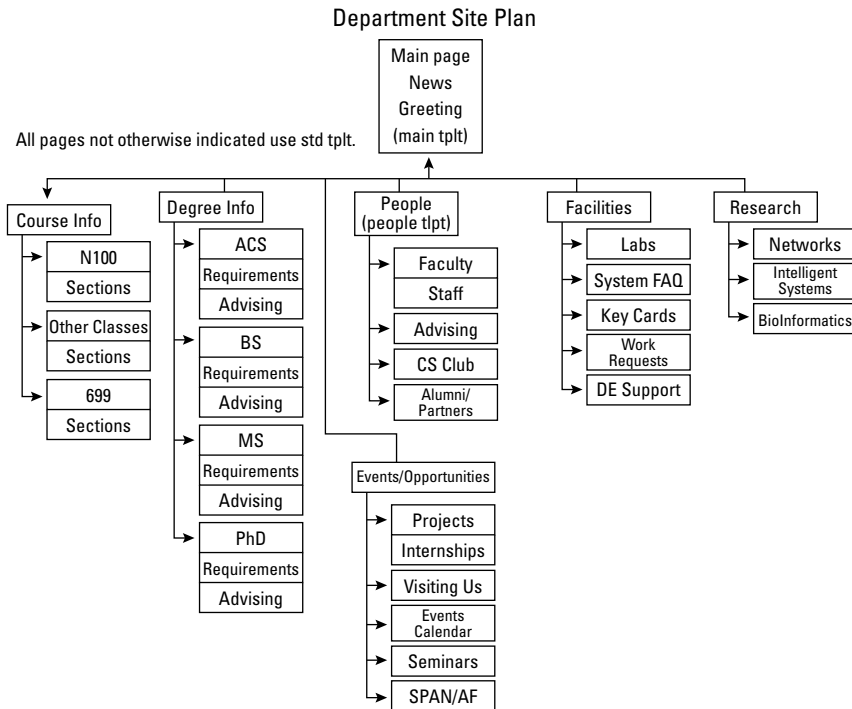 Department Site Plan
Main page
News
Greeting
(main tplt)
All pages not otherwise indicated use std tplt.
Course Info
N100
Sections
Other Classes
Sections
699
Sections
Degree Info
ACS
Requirements
Advising
BS
Requirements
Advising
MS
Requirements
Advising
PhD
Requirements
Advising
People
(people tlpt)
Faculty
Staff
Advising
CS Club
Alumni/
Partners
Events/Opportunities
Projects
Internships
Visiting Us
Events
Calendar
Seminars
SPAN/AF
Facilities
Labs
System FAQ
Key Cards
Work
Requests
DE Support
Research
Networks
Intelligent
Systems
BioInformatics